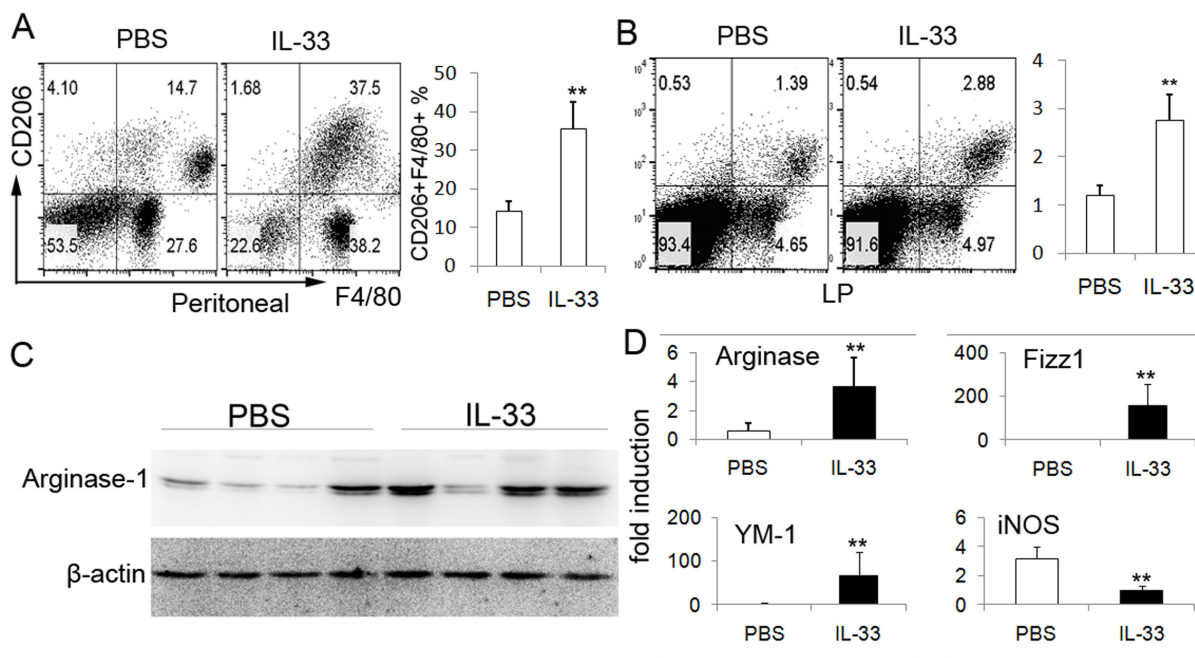 A
PBS IL-33
CD206
4.10 14.7 1.68 37.5
53.5 27.6 22.6 38.2
Peritoneal F4/80
CD206+F4/80+ %
50
40
30
20
10
0
PBS IL-33
**
B
PBS IL-33
10⁴
10³
10²
10¹
10⁰
0.53 1.39 0.54 2.88
93.4 4.65 91.6 4.97
LP
4
3
2
1
0
PBS IL-33
**
C
PBS IL-33
Arginase-1
β-actin
D
fold induction
Arginase
6
4
2
0
**
PBS IL-33
Fizz1
400
200
0
**
PBS IL-33
YM-1
200
100
0
**
PBS IL-33
iNOS
6
4
2
0
**
PBS IL-33